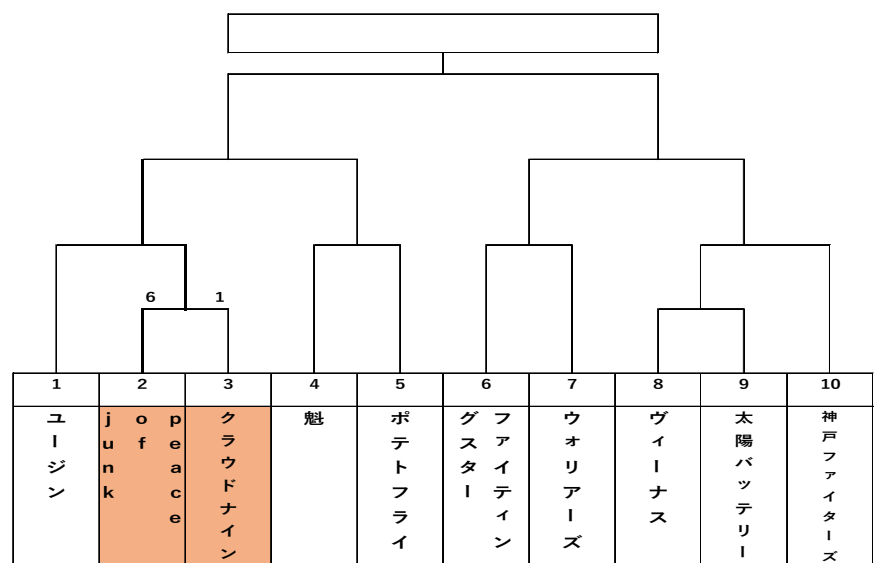 6 1
1 2 3 4 5 6 7 8 9 10
ユージン
junk
of
peace
クラウドナイン
魁
ポテトフライ
ファイティン
グスター
ウォリアーズ
ヴィーナス
太陽バッテリー
神戸ファイターズ